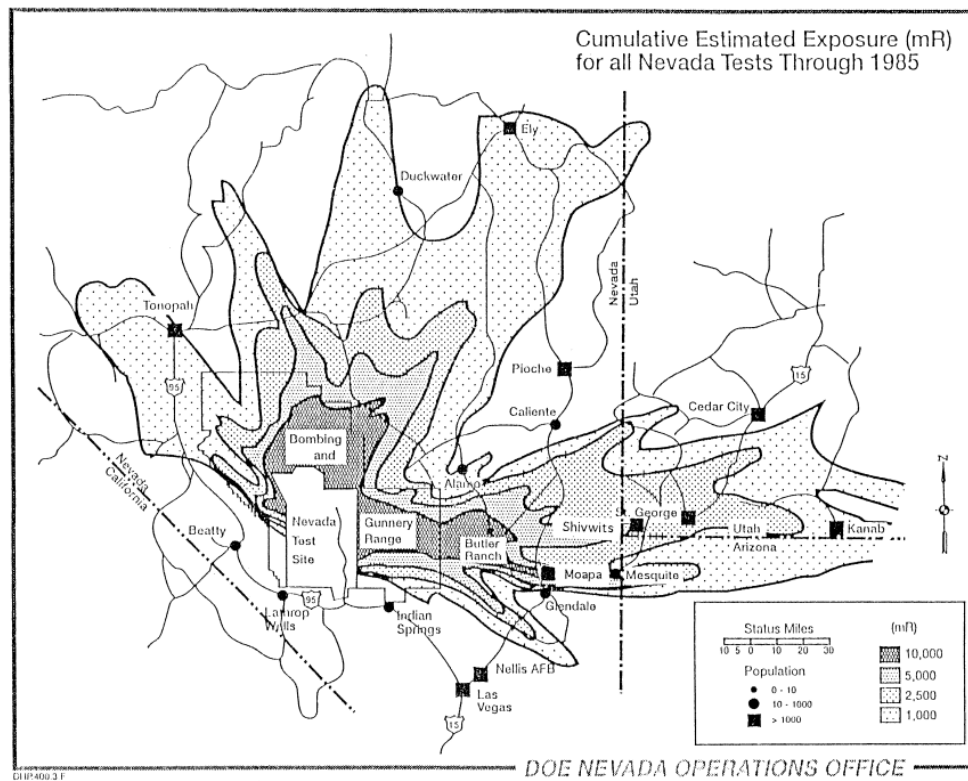 Cumulative Estimated Exposure (mR)
for all Nevada Tests Through 1985
Ely
Duckwater
Nevada
Utah
Tonopah
95
Pioche
15
Cedar City
Caliente
Bombing
and
Alamo
Nevada
California
N
St. George
Gunnery
Range
Nevada
Test
Site
Shivwits
Utah
Arizona
Kanab
Beatty
Butler
Ranch
Moapa
Mesquite
Glendale
Lathrop
Wells
95
Indian
Springs
Nellis AFB
Las
Vegas
15
Status Miles
10 5 0 10 20 30
Population
0 - 10
10 - 1000
> 1000
(mR)
10,000
5,000
2,500
1,000
DOE NEVADA OPERATIONS OFFICE